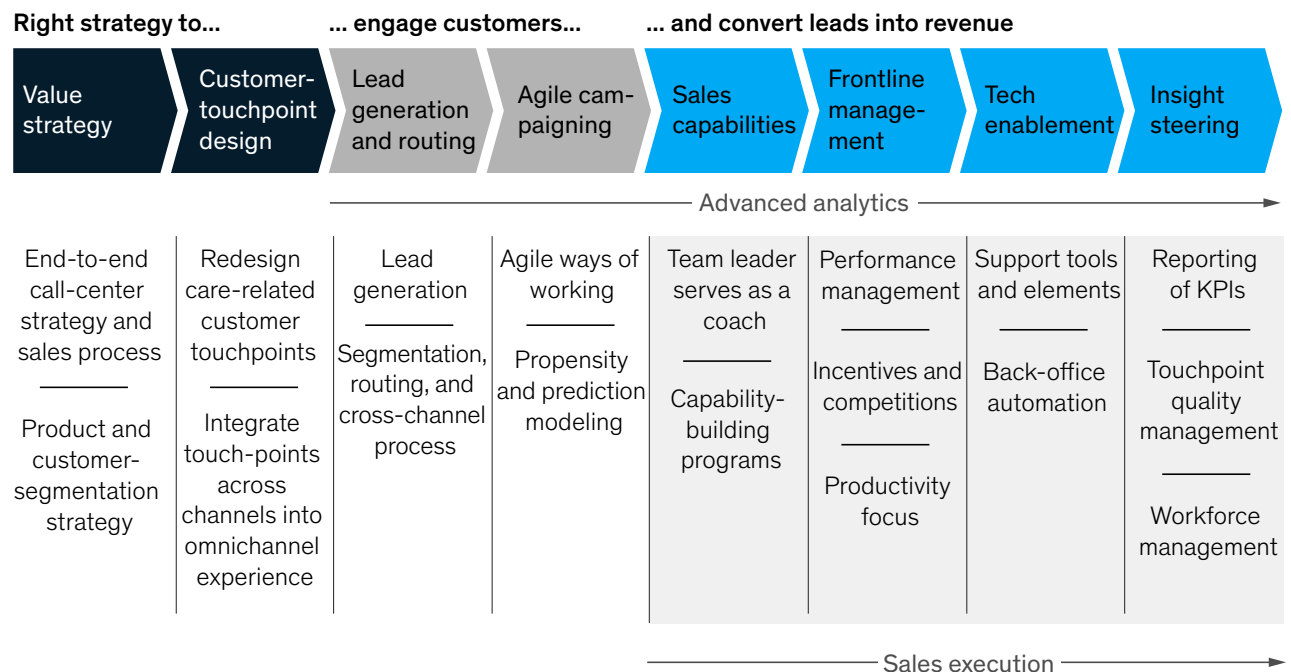 Right strategy to...
... engage customers...
... and convert leads into revenue
Value
strategy
Customer-
touchpoint
design
Lead
generation
and routing
Agile cam-
paigning
Sales
capabilities
Frontline
manage-
ment
Tech
enablement
Insight
steering
Advanced analytics
End-to-end
call-center
strategy and
sales process
Product and
customer-
segmentation
strategy
Redesign
care-related
customer
touchpoints
Integrate
touch-points
across
channels into
omnichannel
experience
Lead
generation
Segmentation,
routing, and
cross-channel
process
Agile ways of
working
Propensity
and prediction
modeling
Team leader
serves as a
coach
Capability-
building
programs
Performance
management
Incentives and
competitions
Productivity
focus
Support tools
and elements
Back-office
automation
Reporting
of KPIs
Touchpoint
quality
management
Workforce
management
Sales execution